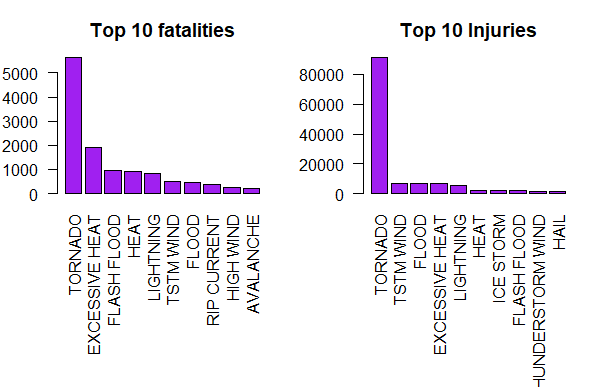 Top 10 fatalities
5000
4000
3000
2000
1000
0
TORNADO
EXCESSIVE HEAT
FLASH FLOOD
HEAT
LIGHTNING
TSTM WIND
FLOOD
RIP CURRENT
HIGH WIND
AVALANCHE
Top 10 Injuries
80000
60000
40000
20000
0
TORNADO
TSTM WIND
FLOOD
EXCESSIVE HEAT
LIGHTNING
HEAT
ICE STORM
FLASH FLOOD
HUNDERSTORM WIND
HAIL